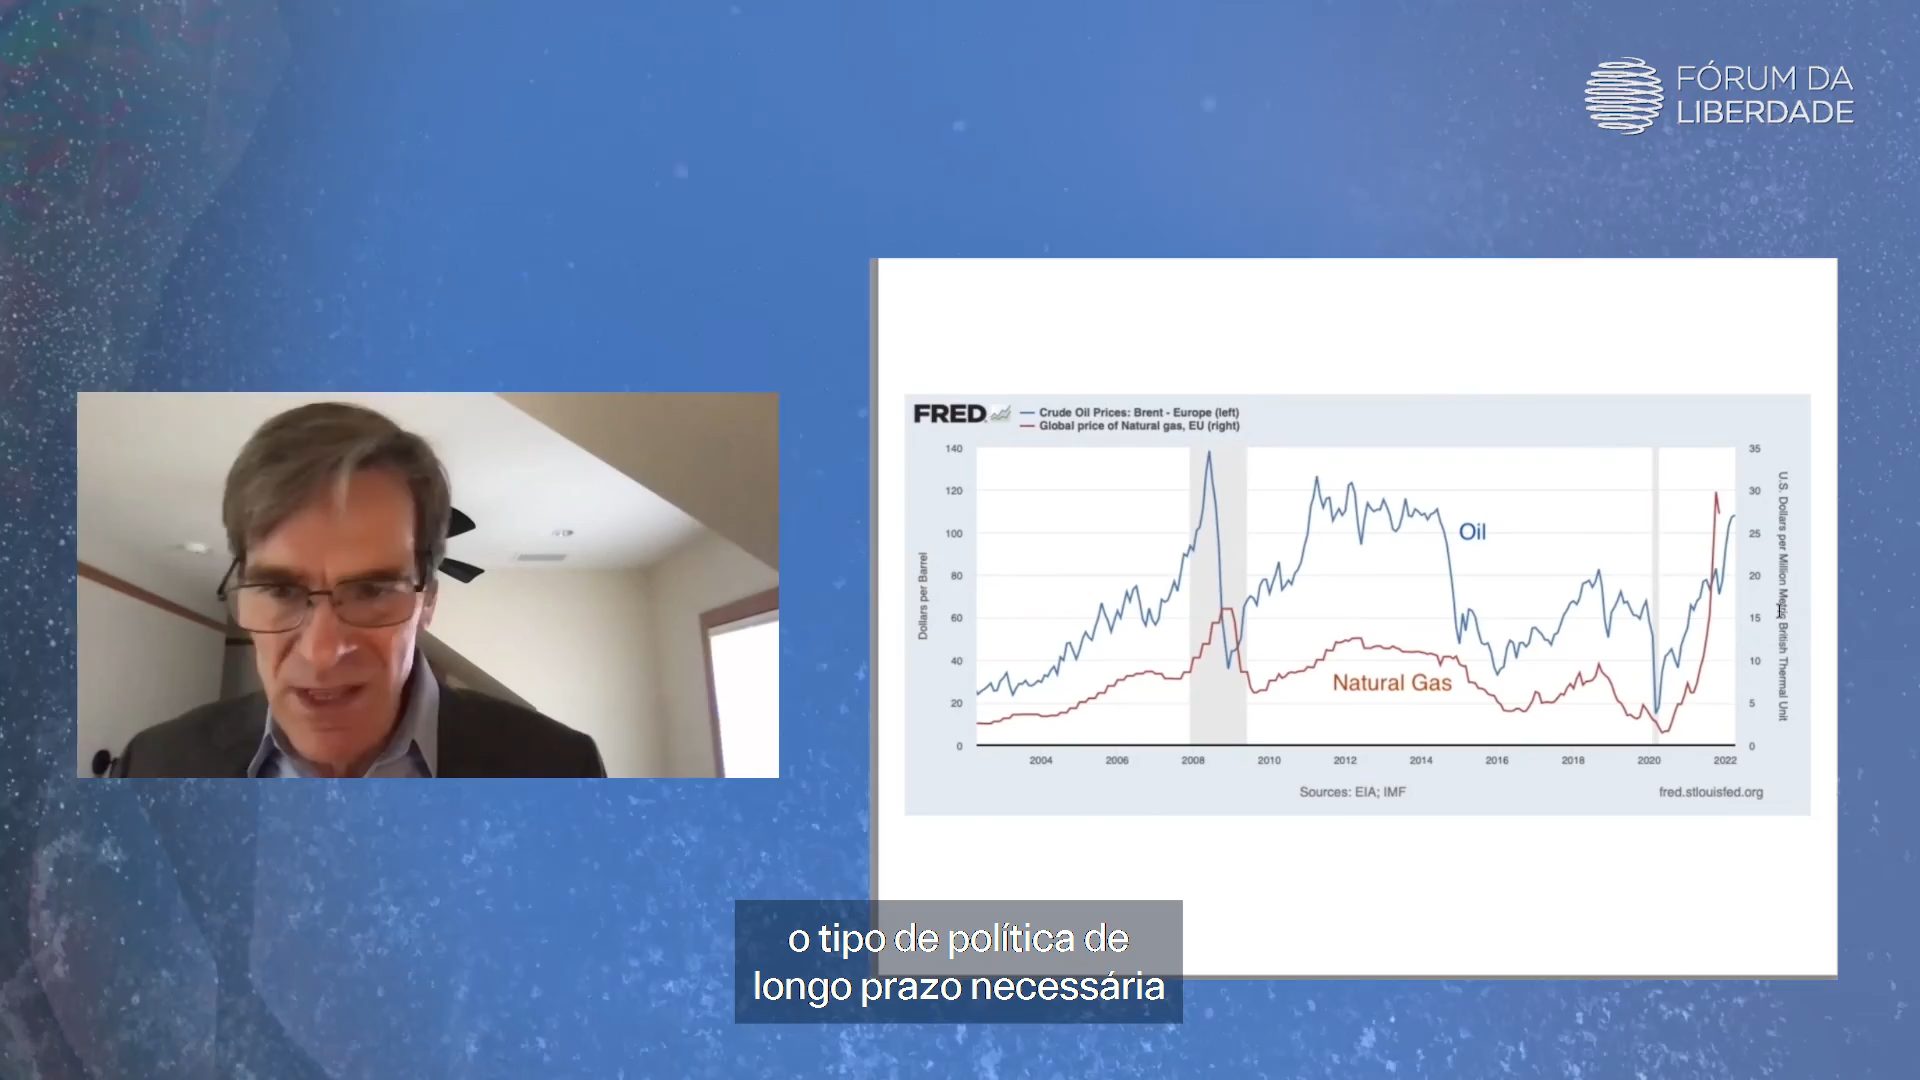 FÓRUM DA
LIBERDADE
FRED
Crude Oil Prices: Brent - Europe (left)
Global price of Natural gas, EU (right)
140
120
100
80
60
40
20
0
Dollars per Barrel
35
30
25
20
15
10
5
0
U.S. Dollars per Million Metric British Thermal Unit
Oil
Natural Gas
2004 2006 2008 2010 2012 2014 2016 2018 2020 2022
Sources: EIA; IMF
fred.stlouisfed.org
o tipo de política de
longo prazo necessária